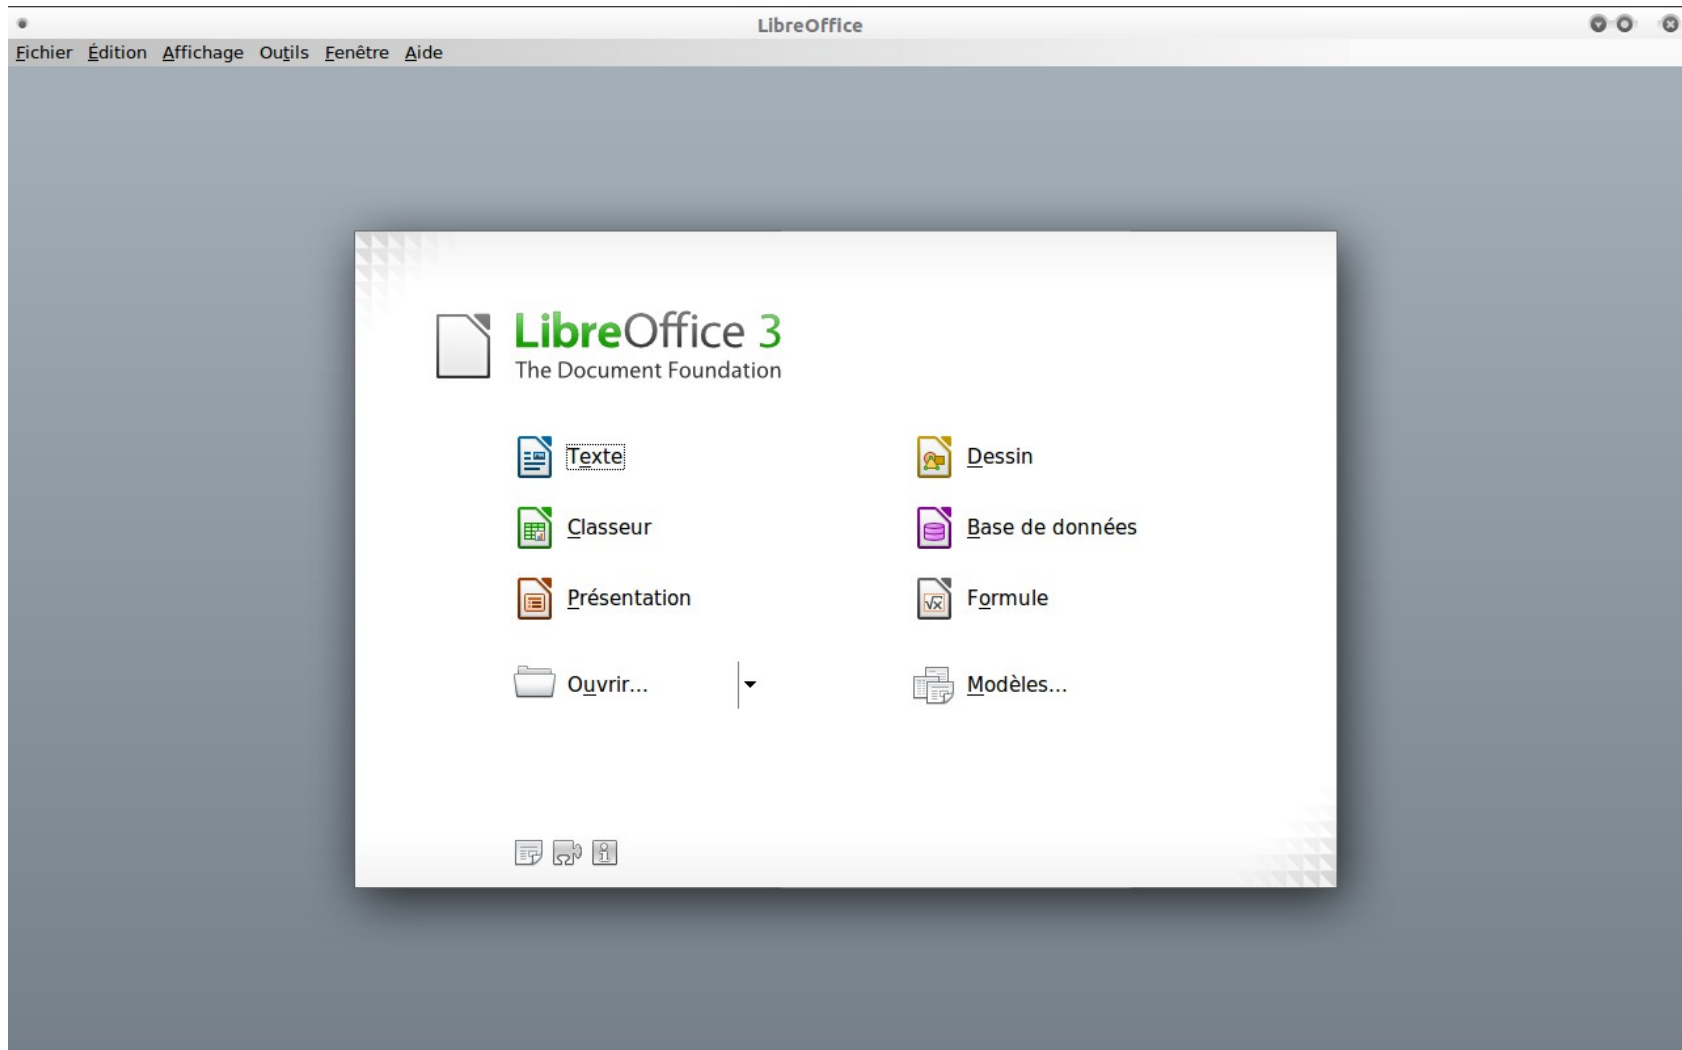 LibreOffice
Fichier Édition Affichage Outils Fenêtre Aide
LibreOffice 3
The Document Foundation
Texte
Dessin
Classeur
Base de données
Présentation
Formule
Ouvrir...
Modèles...